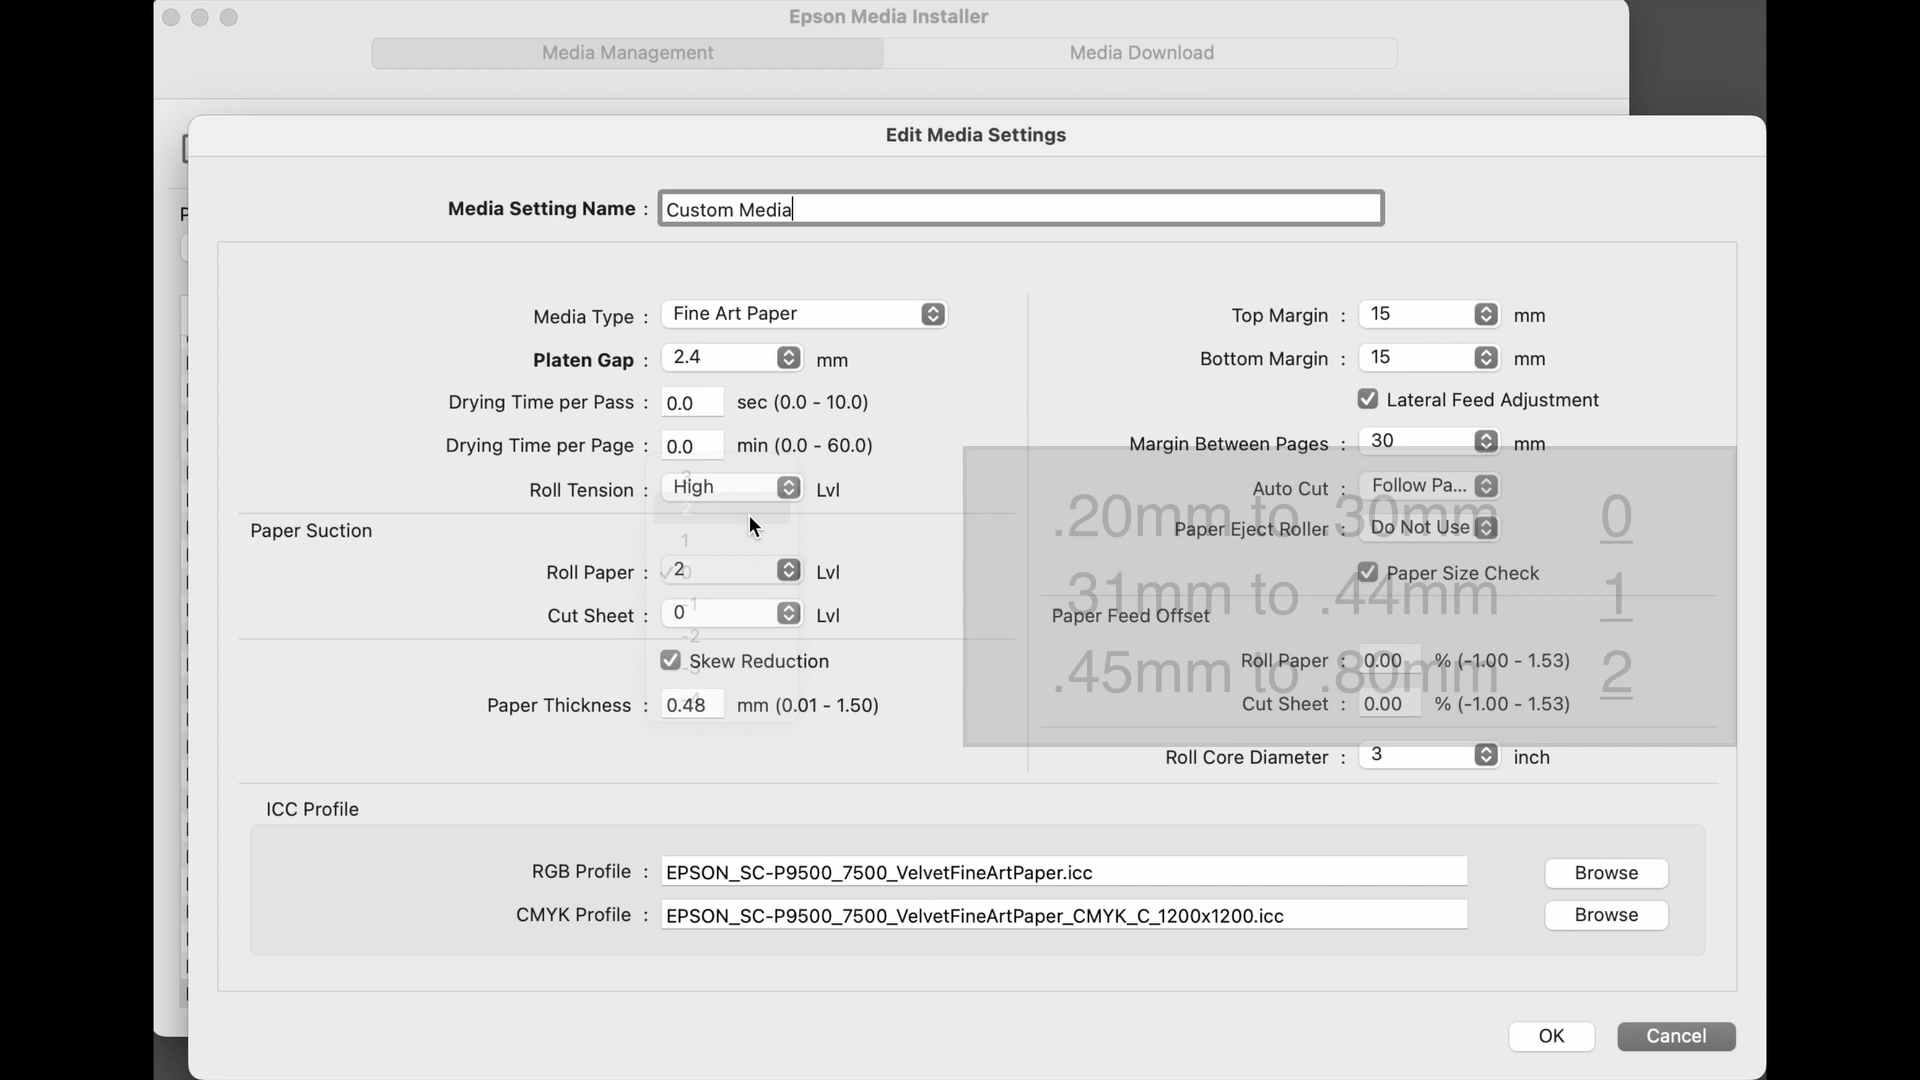 Epson Media Installer
Media Management
Media Download
Edit Media Settings
Media Setting Name :
Custom Media
Media Type :
Fine Art Paper
Platen Gap :
2.4
mm
Drying Time per Pass :
0.0
sec (0.0 - 10.0)
Drying Time per Page :
0.0
min (0.0 - 60.0)
Roll Tension :
High
Lvl
3
2
1
0
-1
-2
-3
-4
Paper Suction
Roll Paper :
2
Lvl
Cut Sheet :
0
Lvl
Skew Reduction
Paper Thickness :
0.48
mm (0.01 - 1.50)
Top Margin :
15
mm
Bottom Margin :
15
mm
Lateral Feed Adjustment
Margin Between Pages :
30
mm
Auto Cut :
Follow Pa...
Paper Eject Roller :
Do Not Use
Paper Size Check
Paper Feed Offset
Roll Paper :
0.00
% (-1.00 - 1.53)
Cut Sheet :
0.00
% (-1.00 - 1.53)
Roll Core Diameter :
3
inch
.20mm to .30mm 0
.31mm to .44mm 1
.45mm to .80mm 2
ICC Profile
RGB Profile :
EPSON_SC-P9500_7500_VelvetFineArtPaper.icc
Browse
CMYK Profile :
EPSON_SC-P9500_7500_VelvetFineArtPaper_CMYK_C_1200x1200.icc
Browse
OK
Cancel